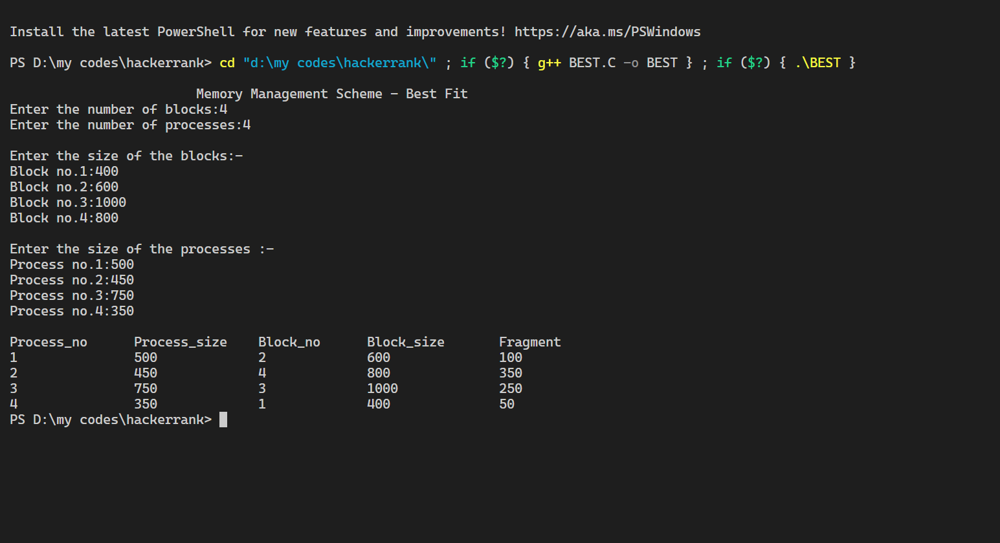 Install the latest PowerShell for new features and improvements! https://aka.ms/PSWindows
PS D:\my codes\hackerrank> cd "d:\my codes\hackerrank\" ; if ($?) { g++ BEST.C -o BEST } ; if ($?) { .\BEST }
Memory Management Scheme - Best Fit
Enter the number of blocks:4
Enter the number of processes:4
Enter the size of the blocks:-
Block no.1:400
Block no.2:600
Block no.3:1000
Block no.4:800
Enter the size of the processes :-
Process no.1:500
Process no.2:450
Process no.3:750
Process no.4:350
Process_no Process_size Block_no Block_size Fragment
1 500 2 600 100
2 450 4 800 350
3 750 3 1000 250
4 350 1 400 50
PS D:\my codes\hackerrank>